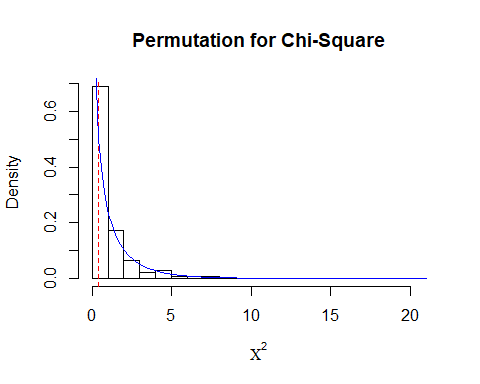 Permutation for Chi-Square
Density
0.0 0.2 0.4 0.6
0 5 10 15 20
X²